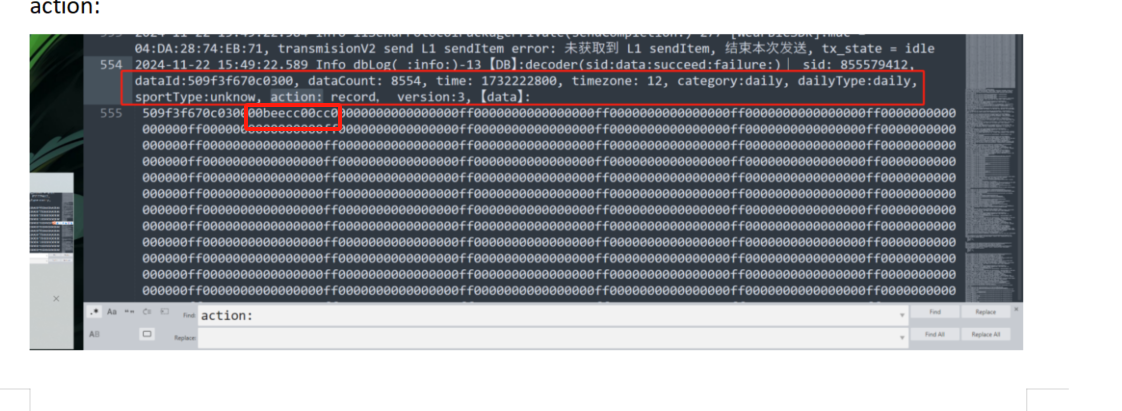 action:
04:DA:28:74:EB:71, transmisionV2 send L1 sendItem error: 未获取到 L1 sendItem, 结束本次发送, tx_state = idle
554 2024-11-22 15:49:22.589 Info dbLog(_:info:)-13【DB】:decoder(sid:data:succeed:failure:)| sid: 855579412,
dataId:509f3f670c0300, dataCount: 8554, time: 1732222800, timezone: 12, category:daily, dailyType:daily,
sportType:unknow, action: record, version:3,【data】:
555 509f3f670c030000beecc00cc00000000000000000ff0000000000000000ff0000000000000000ff0000000000000000ff0000000000
000000ff0000000000000000ff0000000000000000ff0000000000000000ff0000000000000000ff0000000000000000ff0000000000
000000ff0000000000000000ff0000000000000000ff0000000000000000ff0000000000000000ff0000000000000000ff0000000000
000000ff0000000000000000ff0000000000000000ff0000000000000000ff0000000000000000ff0000000000000000ff0000000000
000000ff0000000000000000ff0000000000000000ff0000000000000000ff0000000000000000ff0000000000000000ff0000000000
000000ff0000000000000000ff0000000000000000ff0000000000000000ff0000000000000000ff0000000000000000ff0000000000
000000ff0000000000000000ff0000000000000000ff0000000000000000ff0000000000000000ff0000000000000000ff0000000000
000000ff0000000000000000ff0000000000000000ff0000000000000000ff0000000000000000ff0000000000000000ff0000000000
000000ff0000000000000000ff0000000000000000ff0000000000000000ff0000000000000000ff0000000000000000ff0000000000
000000ff0000000000000000ff0000000000000000ff0000000000000000ff0000000000000000ff0000000000000000ff0000000000
000000ff0000000000000000ff0000000000000000ff0000000000000000ff0000000000000000ff0000000000000000ff0000000000
000000ff0000000000000000ff0000000000000000ff0000000000000000ff0000000000000000ff0000000000000000ff0000000000
Aa Find: action: Find Replace
AB Replace: Find All Replace All